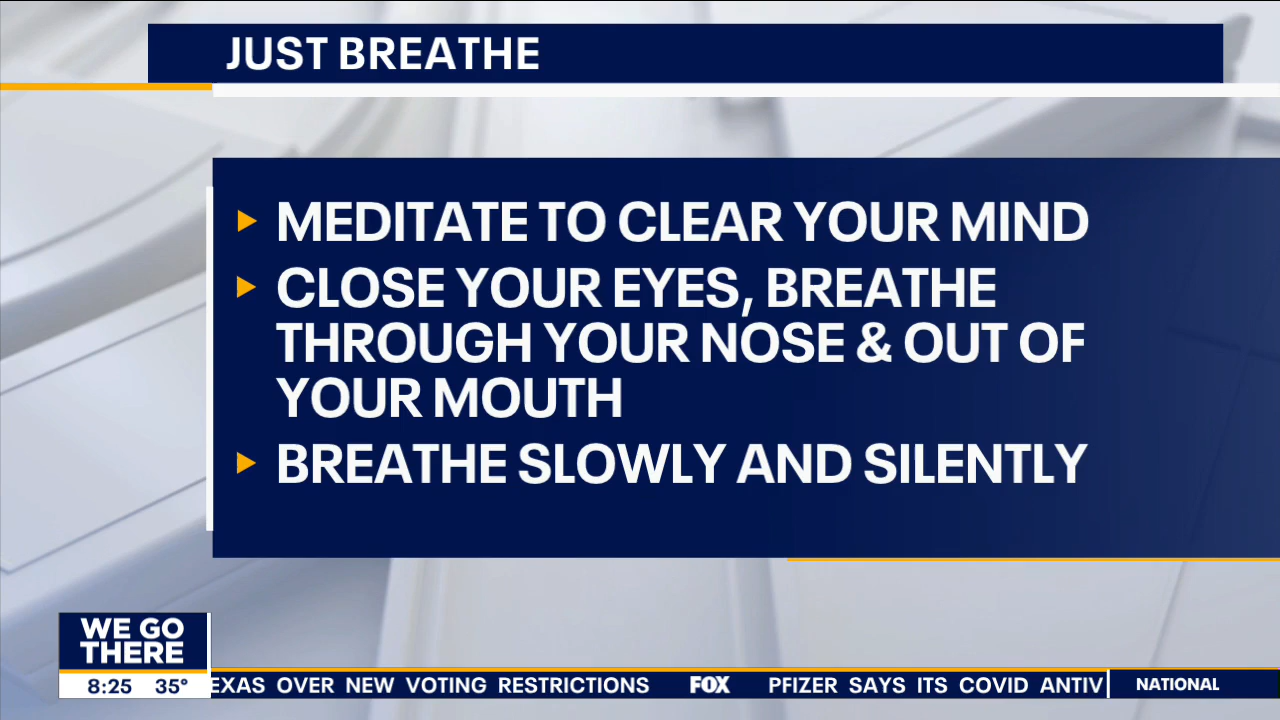 JUST BREATHE
MEDITATE TO CLEAR YOUR MIND
CLOSE YOUR EYES, BREATHE
THROUGH YOUR NOSE & OUT OF
YOUR MOUTH
BREATHE SLOWLY AND SILENTLY
WE GO
THERE
8:25 35° EXAS OVER NEW VOTING RESTRICTIONS FOX PFIZER SAYS ITS COVID ANTIV NATIONAL